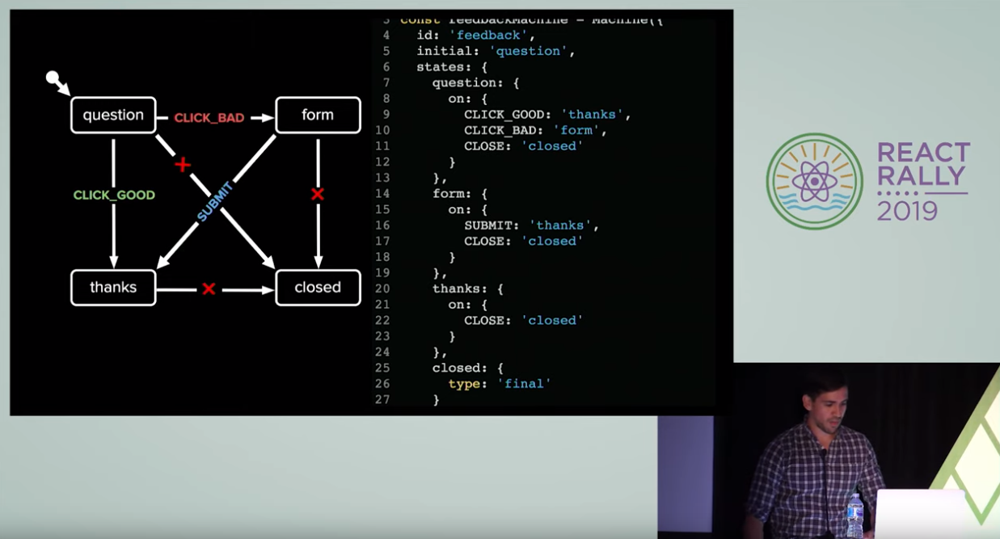 question
CLICK_BAD
form
CLICK_GOOD
SUBMIT
thanks
closed
3 const feedbackMachine = Machine({
4 id: 'feedback',
5 initial: 'question',
6 states: {
7 question: {
8 on: {
9 CLICK_GOOD: 'thanks',
10 CLICK_BAD: 'form',
11 CLOSE: 'closed'
12 }
13 },
14 form: {
15 on: {
16 SUBMIT: 'thanks',
17 CLOSE: 'closed'
18 }
19 },
20 thanks: {
21 on: {
22 CLOSE: 'closed'
23 }
24 },
25 closed: {
26 type: 'final'
27 }
REACT
RALLY
2019